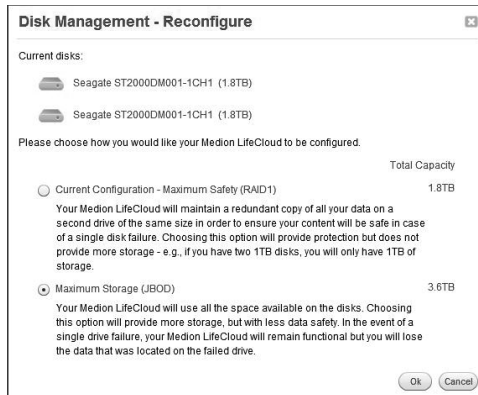 Disk Management - Reconfigure
Current disks:
Seagate ST2000DM001-1CH1 (1.8TB)
Seagate ST2000DM001-1CH1 (1.8TB)
Please choose how you would like your Medion LifeCloud to be configured.
Total Capacity
Current Configuration - Maximum Safety (RAID1) 1.8TB
Your Medion LifeCloud will maintain a redundant copy of all your data on a
second drive of the same size in order to ensure your content will be safe in case
of a single disk failure. Choosing this option will provide protection but does not
provide more storage - e.g., if you have two 1TB disks, you will only have 1TB of
storage.
Maximum Storage (JBOD) 3.6TB
Your Medion LifeCloud will use all the space available on the disks. Choosing
this option will provide more storage, but with less data safety. In the event of a
single drive failure, your Medion LifeCloud will remain functional but you will lose
the data that was located on the failed drive.
Ok Cancel